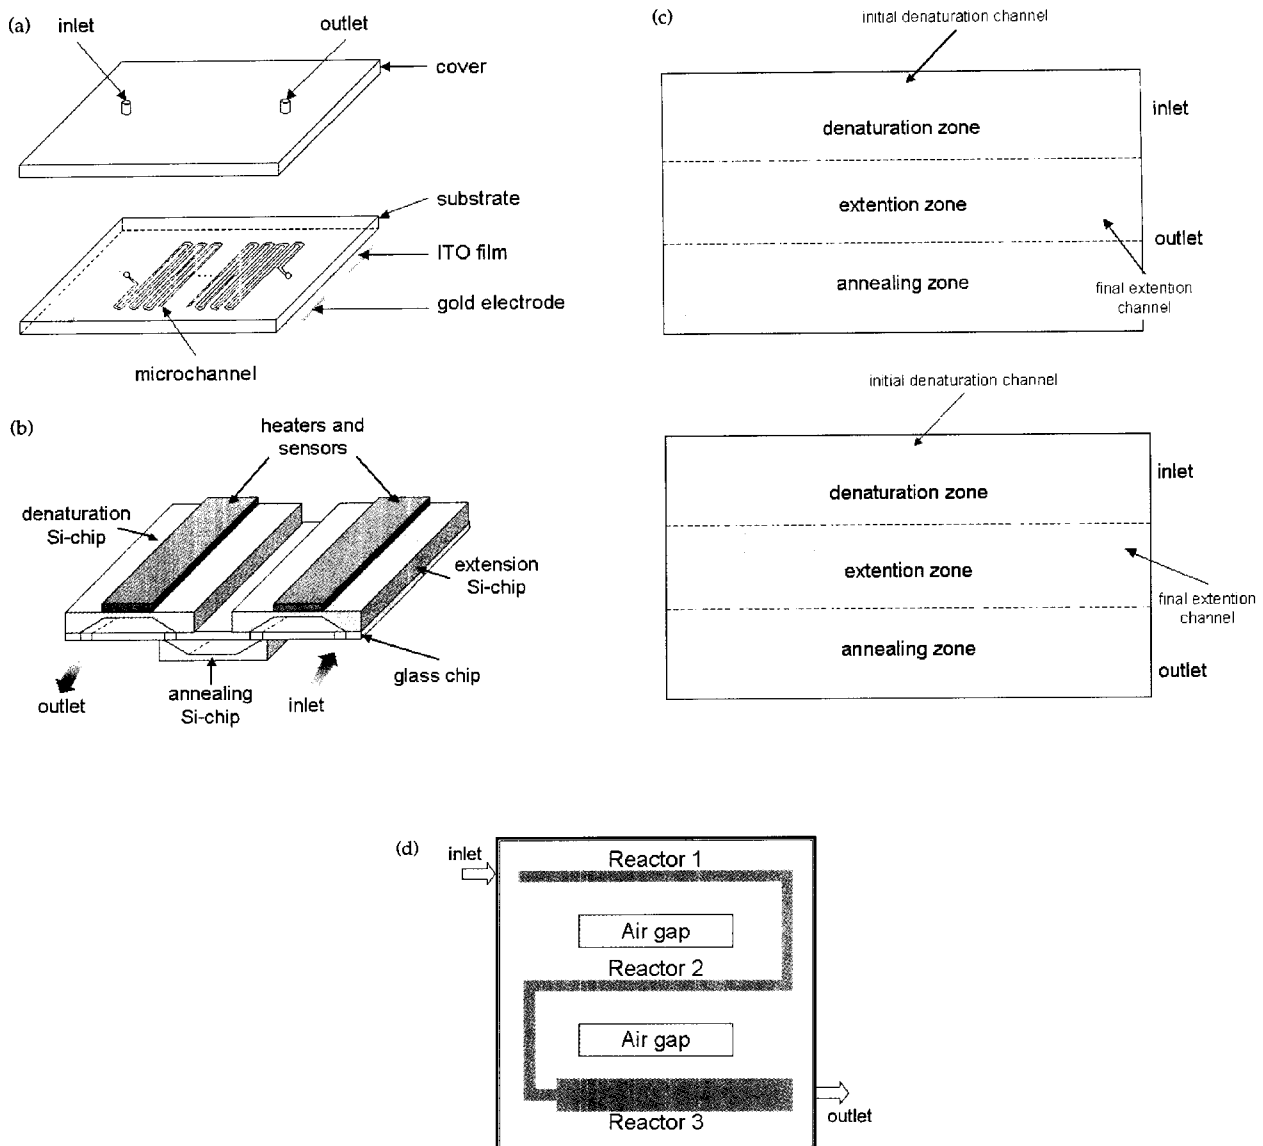 (a)
inlet
outlet
cover
substrate
ITO film
gold electrode
microchannel
(b)
heaters and
sensors
denaturation
Si-chip
extension
Si-chip
glass chip
annealing
Si-chip
inlet
outlet
(c)
initial denaturation channel
inlet
denaturation zone
extention zone
outlet
annealing zone
final extention
channel
initial denaturation channel
inlet
denaturation zone
extention zone
final extention
channel
annealing zone
outlet
(d)
inlet
Reactor 1
Air gap
Reactor 2
Air gap
Reactor 3
outlet